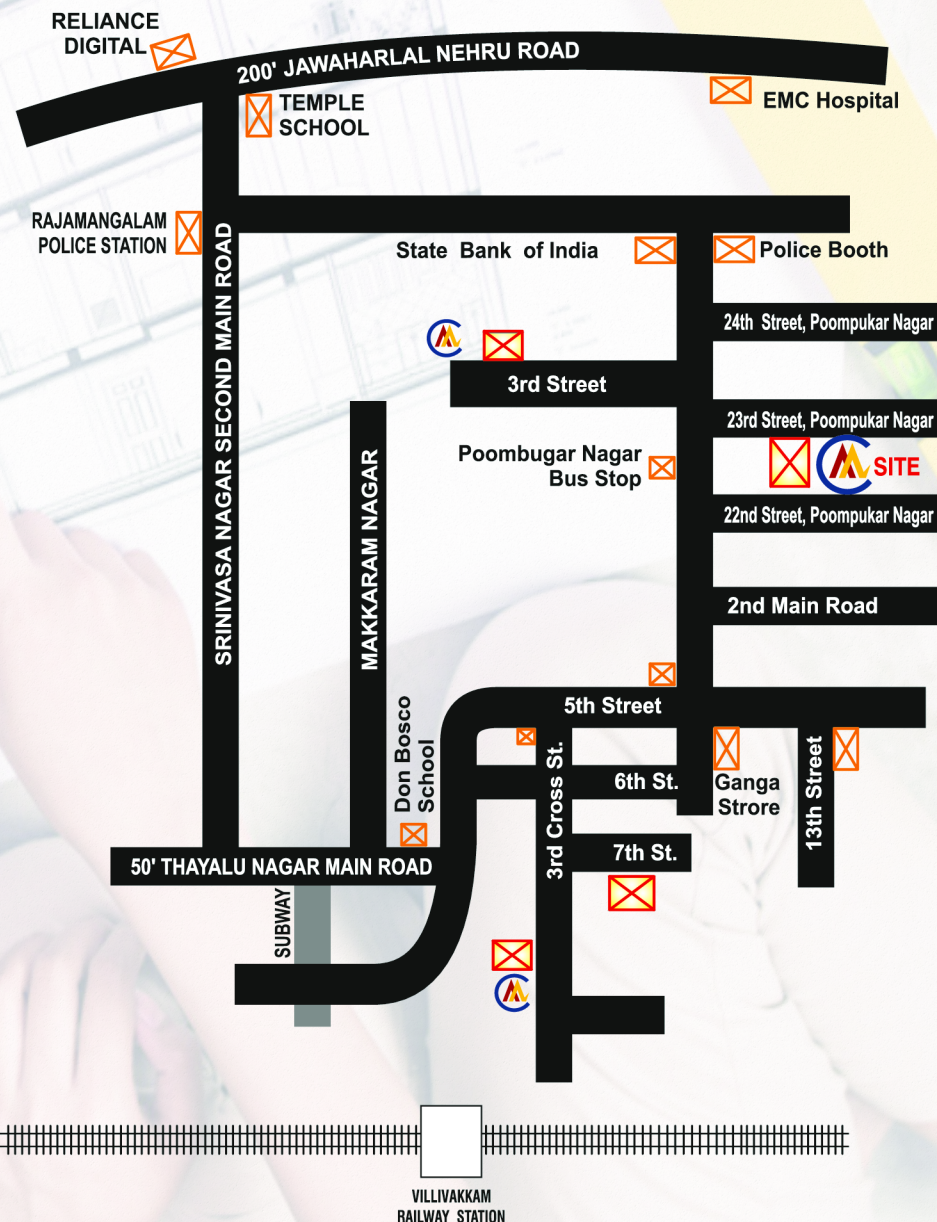 RELIANCE
DIGITAL
200' JAWAHARLAL NEHRU ROAD
TEMPLE
SCHOOL
EMC Hospital
RAJAMANGALAM
POLICE STATION
State Bank of India
Police Booth
SRINIVASA NAGAR SECOND MAIN ROAD
24th Street, Poompukar Nagar
3rd Street
23rd Street, Poompukar Nagar
Poombugar Nagar
Bus Stop
SITE
MAKKARAM NAGAR
22nd Street, Poompukar Nagar
2nd Main Road
5th Street
Don Bosco
School
3rd Cross St.
6th St.
Ganga
Strore
13th Street
7th St.
50' THAYALU NAGAR MAIN ROAD
SUBWAY
VILLIVAKKAM
RAILWAY STATION